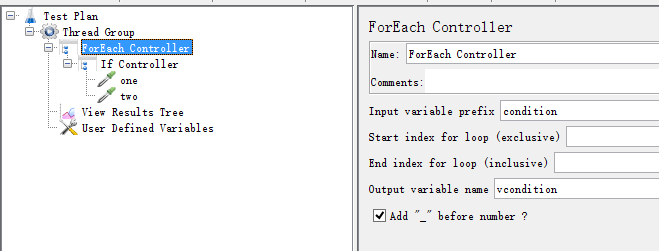 Test Plan
Thread Group
ForEach Controller
If Controller
one
two
View Results Tree
User Defined Variables
ForEach Controller
Name: ForEach Controller
Comments:
Input variable prefix condition
Start index for loop (exclusive)
End index for loop (inclusive)
Output variable name vcondition
Add "_" before number ?